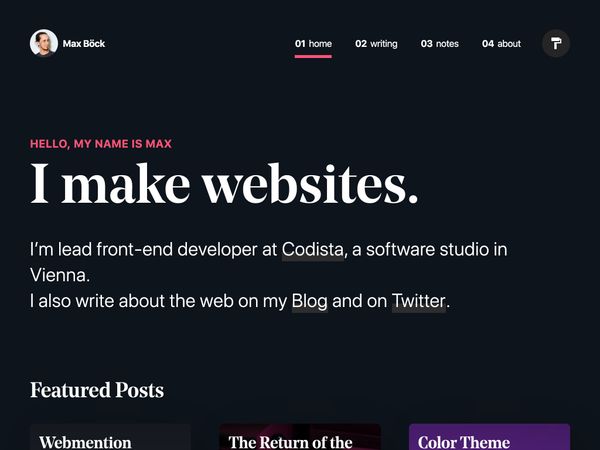 Max Böck
01 home 02 writing 03 notes 04 about
HELLO, MY NAME IS MAX
I make websites.
I’m lead front-end developer at Codista, a software studio in
Vienna.
I also write about the web on my Blog and on Twitter.
Featured Posts
Webmention The Return of the Color Theme